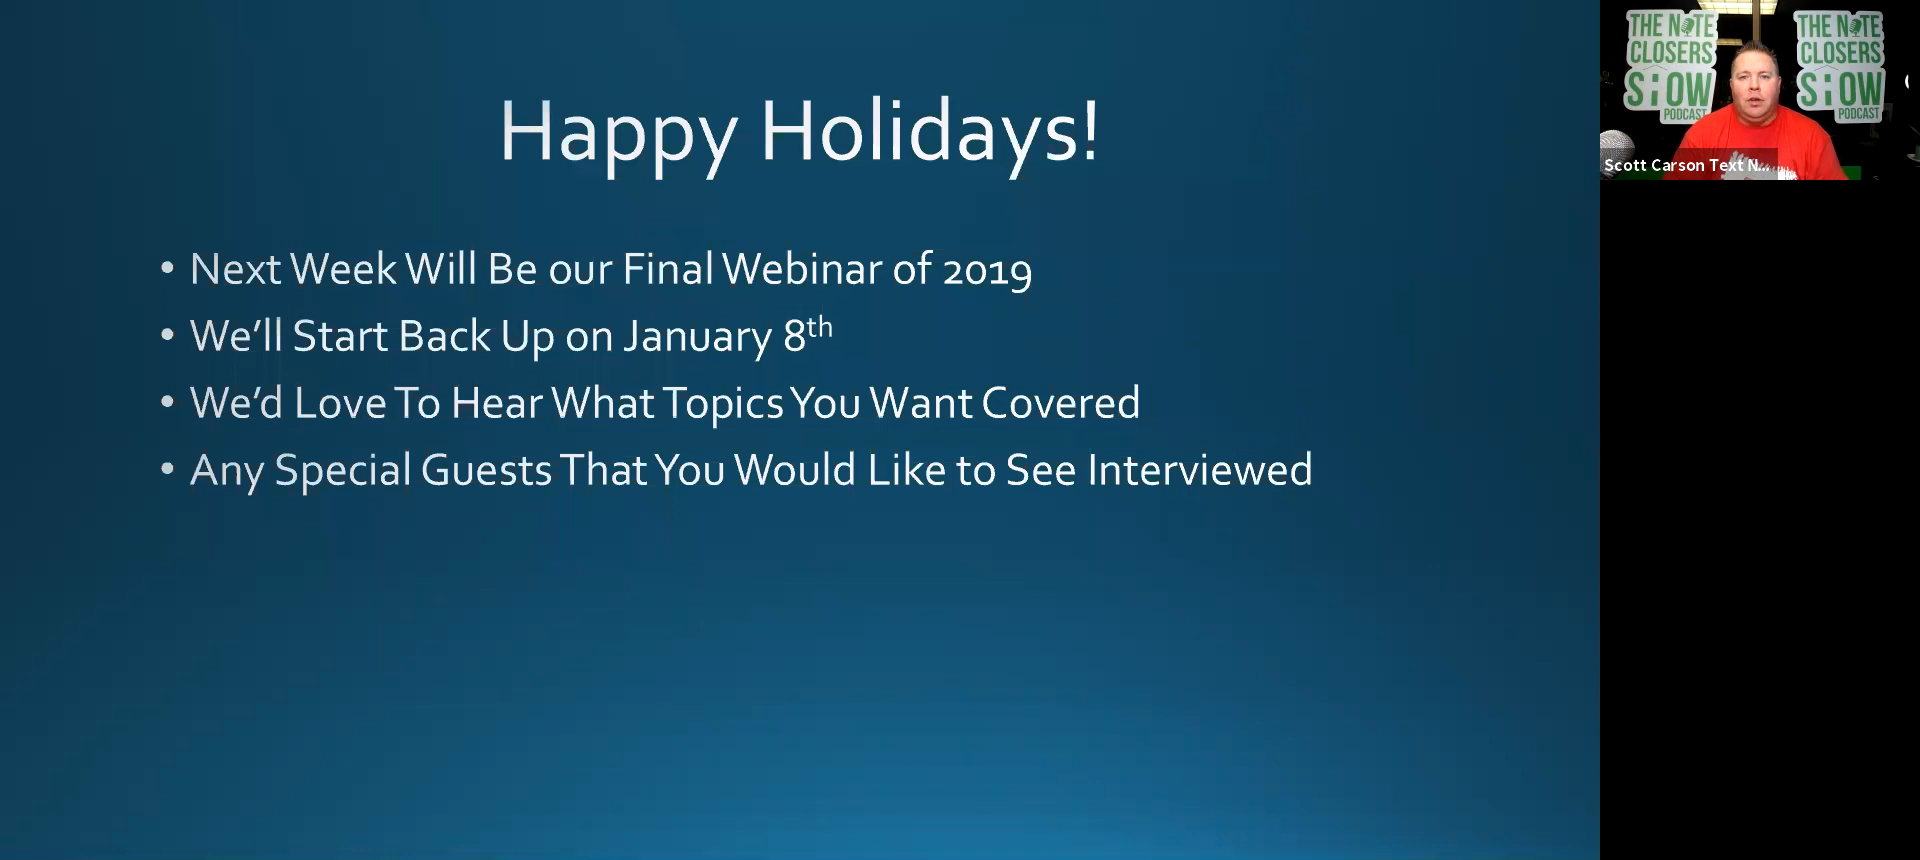 Happy Holidays!
• Next Week Will Be our Final Webinar of 2019
• We'll Start Back Up on January 8th
• We'd Love To Hear What Topics You Want Covered
• Any Special Guests That You Would Like to See Interviewed
THE NOTE
CLOSERS
SHOW
PODCAST
THE NOTE
CLOSERS
SHOW
PODCAST
Scott Carson Text N...